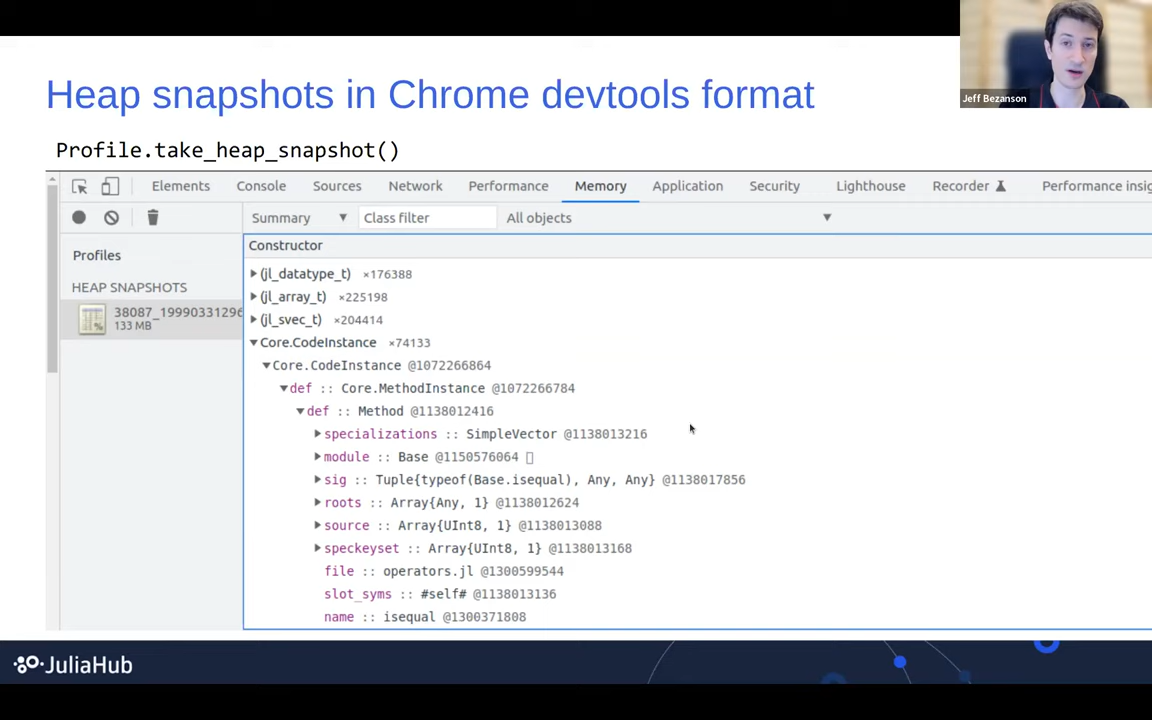 Jeff Bezanson
Heap snapshots in Chrome devtools format
Profile.take_heap_snapshot()
Elements Console Sources Network Performance Memory Application Security Lighthouse Recorder Performance insig
Summary Class filter All objects
Profiles
HEAP SNAPSHOTS
38087_19990331296
133 MB
Constructor
(jl_datatype_t) ×176388
(jl_array_t) ×225198
(jl_svec_t) ×204414
Core.CodeInstance ×74133
Core.CodeInstance @1072266864
def :: Core.MethodInstance @1072266784
def :: Method @1138012416
specializations :: SimpleVector @1138013216
module :: Base @1150576064 []
sig :: Tuple{typeof(Base.isequal), Any, Any} @1138017856
roots :: Array{Any, 1} @1138012624
source :: Array{UInt8, 1} @1138013088
speckeyset :: Array{UInt8, 1} @1138013168
file :: operators.jl @1300599544
slot_syms :: #self# @1138013136
name :: isequal @1300371808
JuliaHub